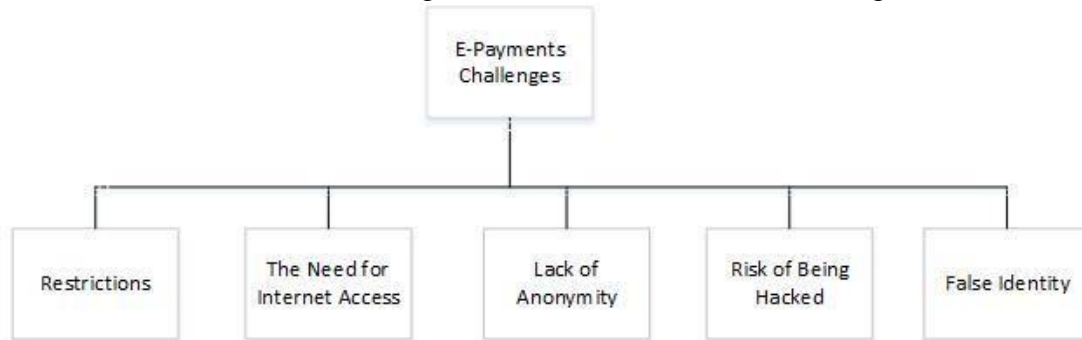 E-Payments
Challenges
Restrictions
The Need for
Internet Access
Lack of
Anonymity
Risk of Being
Hacked
False Identity